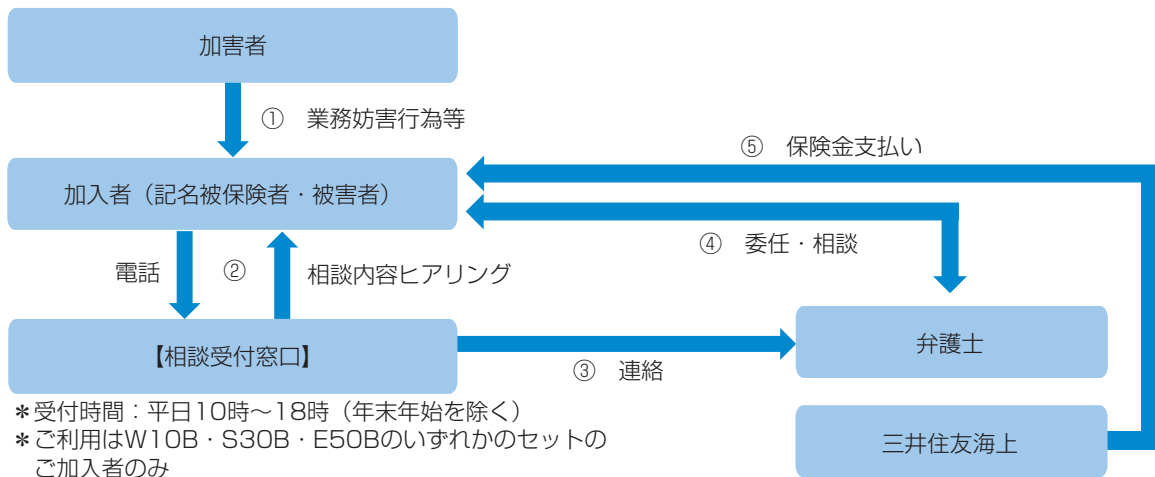 加害者
① 業務妨害行為等
⑤ 保険金支払い
加入者（記名被保険者・被害者）
④ 委任・相談
電話 ② 相談内容ヒアリング
【相談受付窓口】
③ 連絡
弁護士
＊受付時間：平日10時～18時（年末年始を除く）
＊ご利用はW10B・S30B・E50Bのいずれかのセットの
ご加入者のみ
三井住友海上